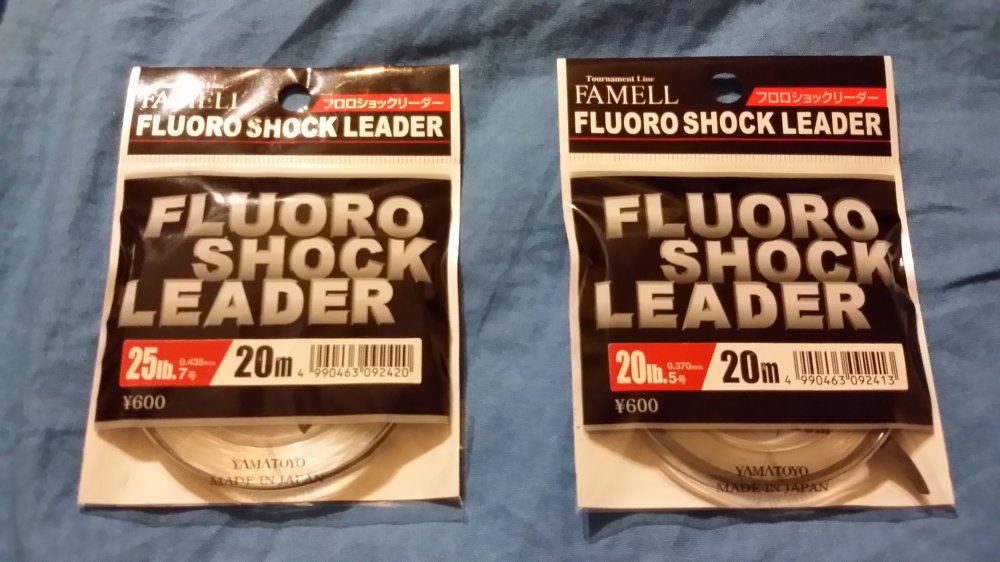 FAMELL
フロロショックリーダー
FLUORO SHOCK LEADER
FLUORO
SHOCK
LEADER
25lb. 0.435mm 7号 20m
4 990463 092420
¥600
YAMATOYO
MADE IN JAPAN
Tournament Line
FAMELL
フロロショックリーダー
FLUORO SHOCK LEADER
FLUORO
SHOCK
LEADER
20lb. 0.370mm 5号 20m
4 990463 092413
¥600
YAMATOYO
MADE IN JAPAN